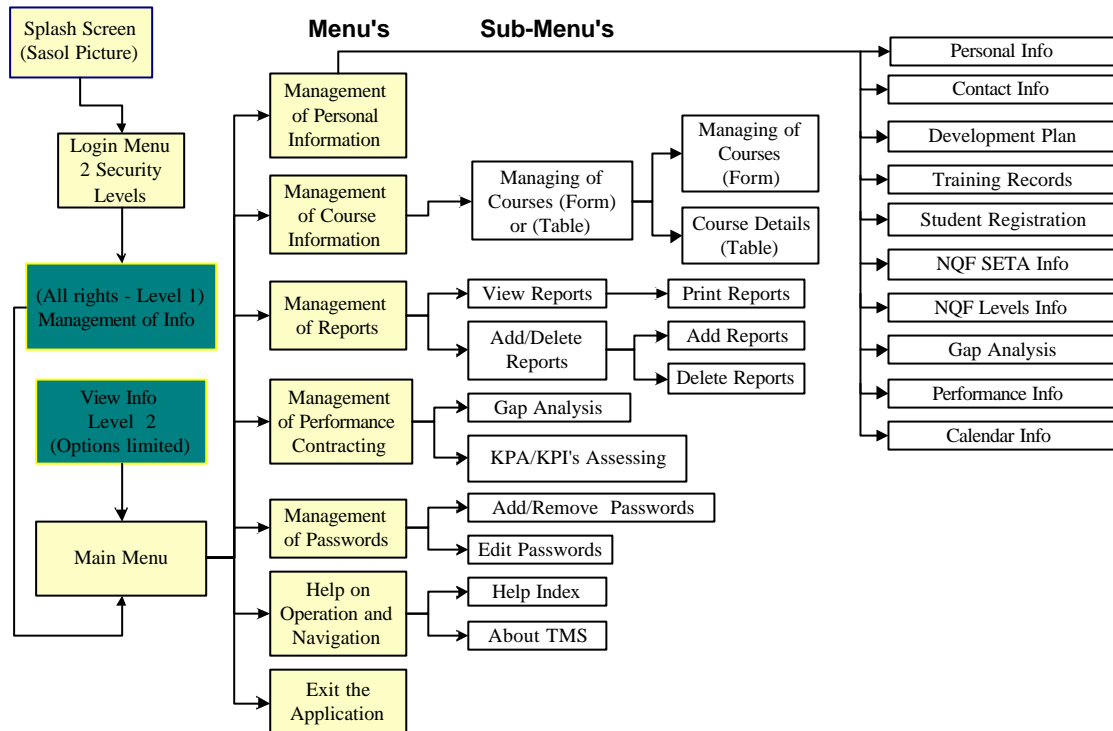 Splash Screen
(Sasol Picture)
Login Menu
2 Security
Levels
(All rights - Level 1)
Management of Info
View Info
Level 2
(Options limited)
Main Menu
Menu's
Management
of Personal
Information
Management
of Course
Information
Management
of Reports
Management
of Performance
Contracting
Management
of Passwords
Help on
Operation and
Navigation
Exit the
Application
Sub-Menu's
Managing of
Courses (Form)
or (Table)
Managing of
Courses
(Form)
Course Details
(Table)
View Reports
Print Reports
Add/Delete
Reports
Add Reports
Delete Reports
Gap Analysis
KPA/KPI's Assessing
Add/Remove Passwords
Edit Passwords
Help Index
About TMS
Personal Info
Contact Info
Development Plan
Training Records
Student Registration
NQF SETA Info
NQF Levels Info
Gap Analysis
Performance Info
Calendar Info